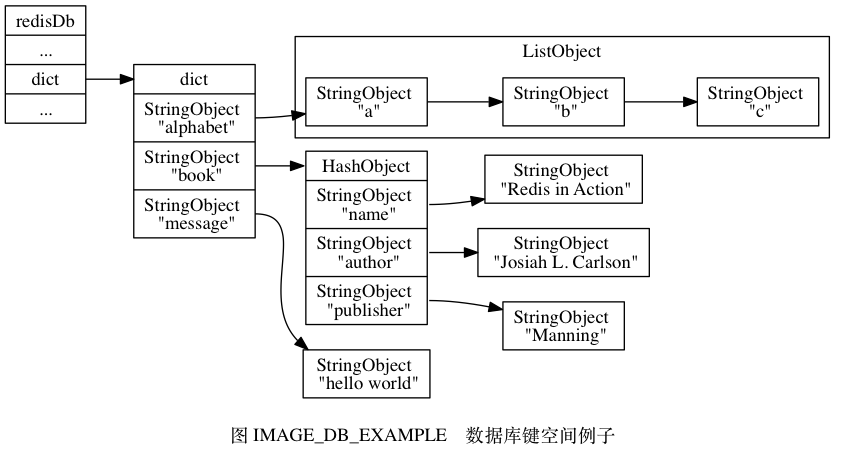 redisDb
...
dict
...
dict
StringObject
"alphabet"
StringObject
"book"
StringObject
"message"
ListObject
StringObject
"a"
StringObject
"b"
StringObject
"c"
HashObject
StringObject
"name"
StringObject
"author"
StringObject
"publisher"
StringObject
"Redis in Action"
StringObject
"Josiah L. Carlson"
StringObject
"Manning"
StringObject
"hello world"
图 IMAGE_DB_EXAMPLE 数据库键空间例子